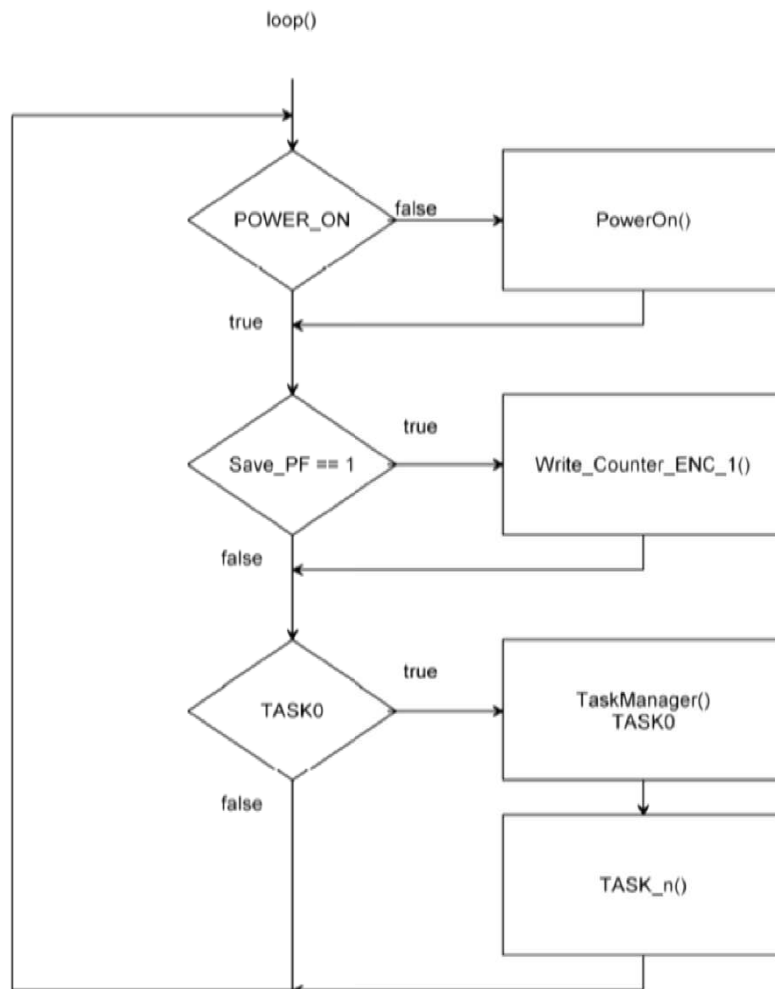 loop()
POWER_ON
false
PowerOn()
true
Save_PF == 1
true
Write_Counter_ENC_1()
false
TASK0
true
TaskManager()
TASK0
false
TASK_n()